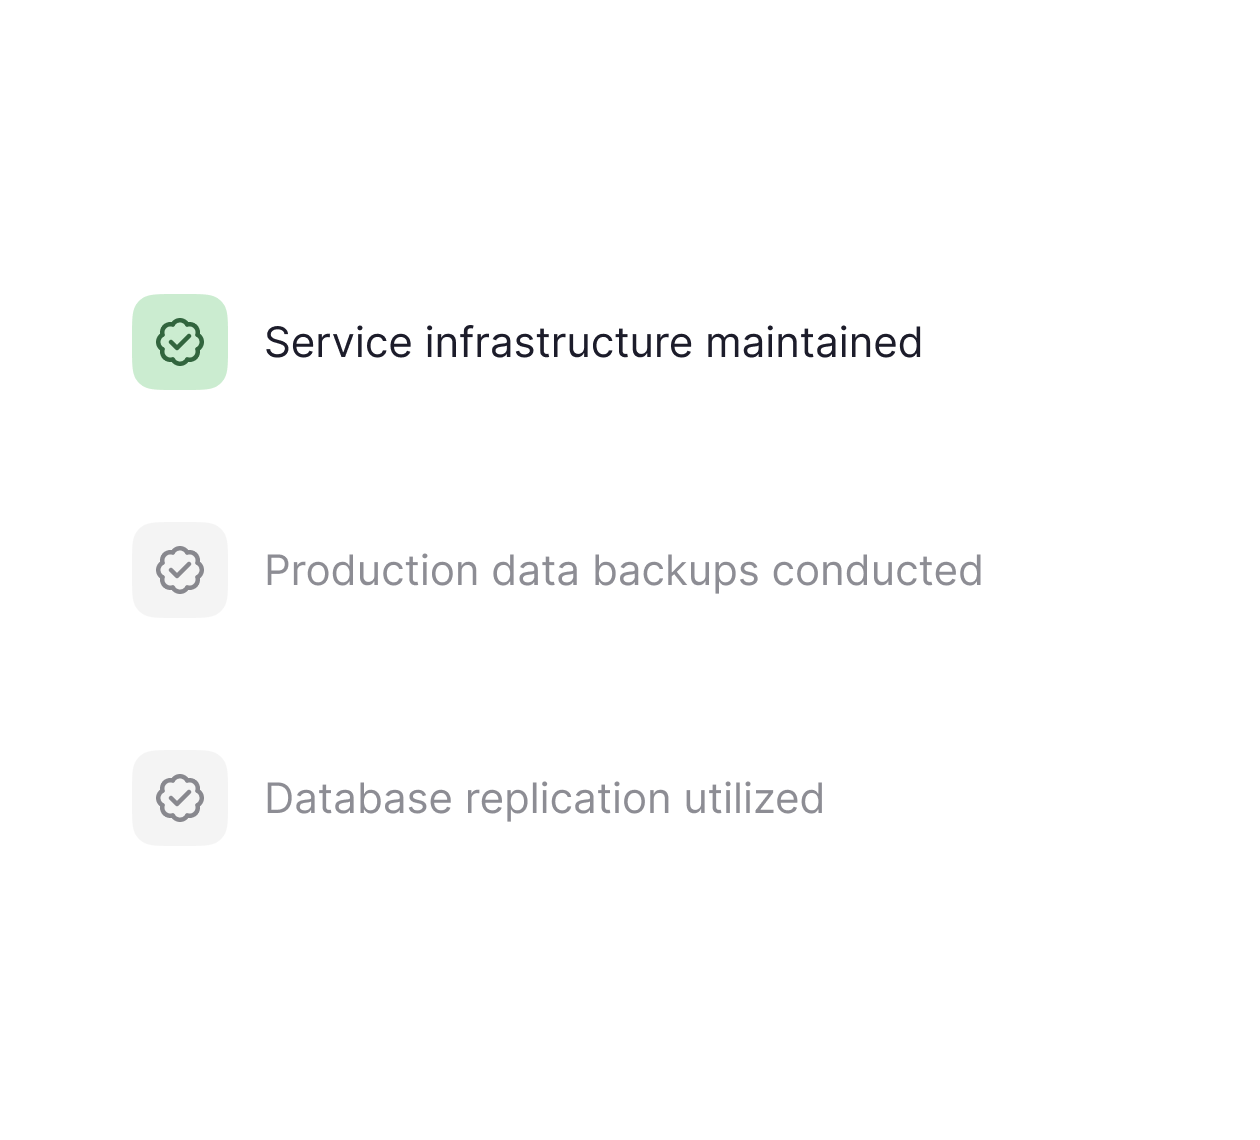 Service infrastructure maintained
Production data backups conducted
Database replication utilized